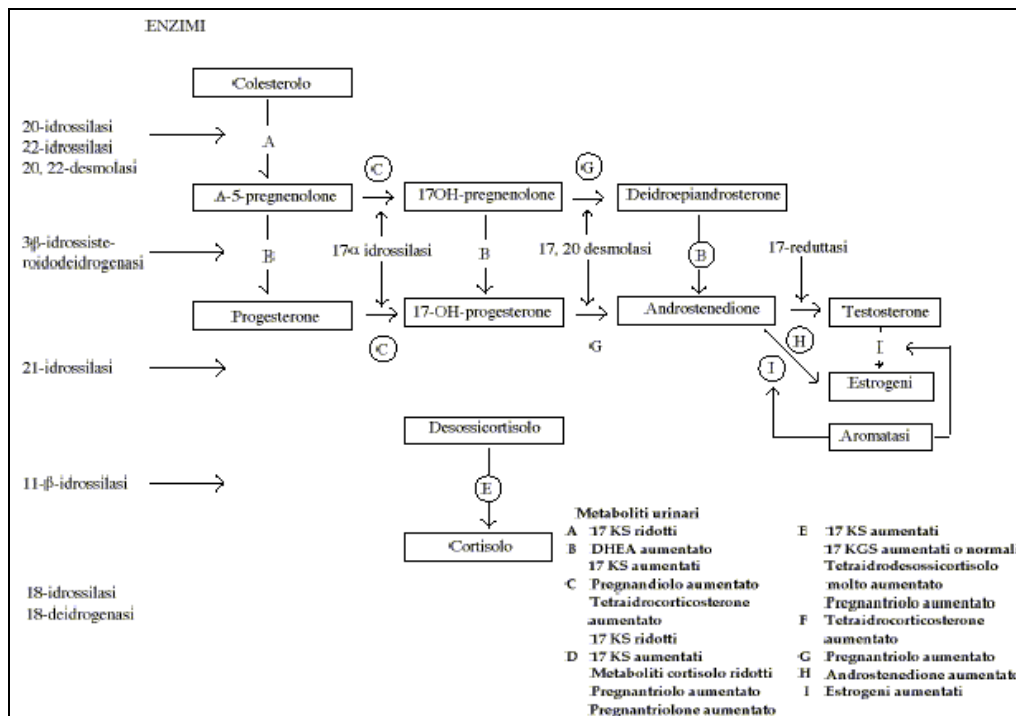 ENZIMI
Colesterolo
20-idrossilasi
22-idrossilasi
20, 22-desmolasi
A
C
G
Δ-5-pregnenolone
17OH-pregnenolone
Deidroepiandrosterone
3β-idrossiste-
roidodeidrogenasi
B
17α idrossilasi
B
17, 20 desmolasi
B
17-reduttasi
Progesterone
17-OH-progesterone
Androstenedione
Testosterone
C
G
H
I
I
21-idrossilasi
Estrogeni
Desossicortisolo
Aromatasi
11-β-idrossilasi
E
Cortisolo
18-idrossilasi
18-deidrogenasi
Metaboliti urinari
A 17 KS ridotti
B DHEA aumentato
17 KS aumentati
C Pregnandiolo aumentato
Tetraidrocorticosterone
aumentato
17 KS ridotti
D 17 KS aumentati
Metaboliti cortisolo ridotti
Pregnantriolo aumentato
Pregnantriolone aumentato
E 17 KS aumentati
17 KGS aumentati o normali
Tetraidrodesossicortisolo
molto aumentato
Pregnantriolo aumentato
F Tetraidrocorticosterone
aumentato
G Pregnantriolo aumentato
H Androstenedione aumentato
I Estrogeni aumentati